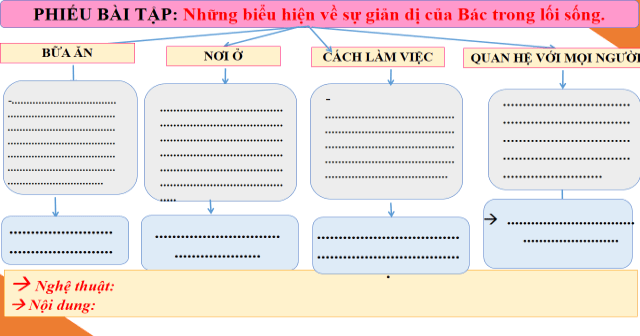 PHIẾU BÀI TẬP: Những biểu hiện về sự giản dị của Bác trong lối sống.
BỮA ĂN
NƠI Ở
CÁCH LÀM VIỆC
QUAN HỆ VỚI MỌI NGƯỜI
→ Nghệ thuật:
→ Nội dung: